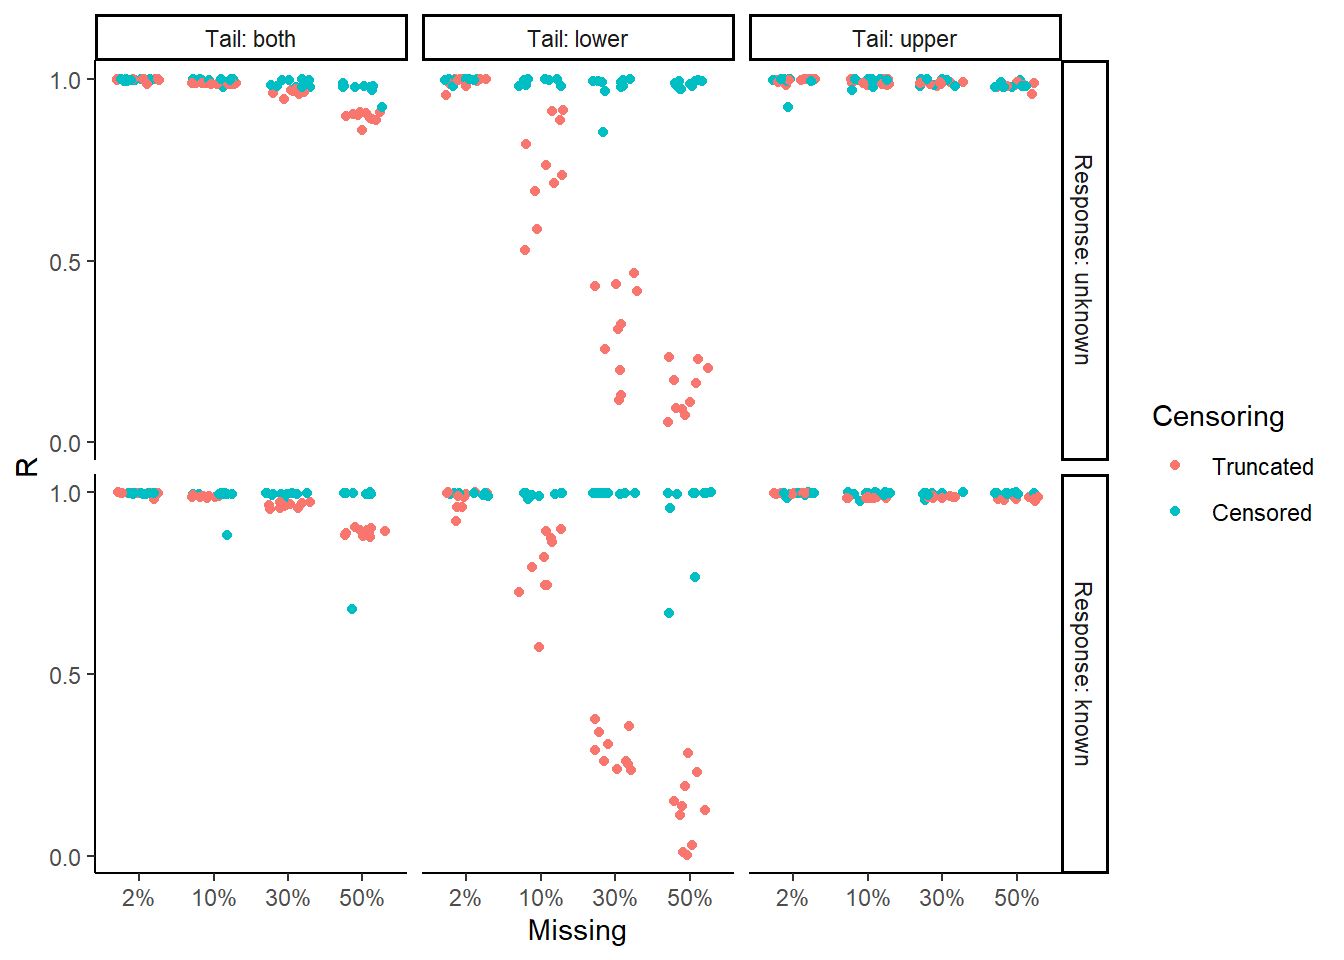 Tail: both
Tail: lower
Tail: upper
1.0
0.5
0.0
Response: unknown
R
1.0
0.5
0.0
Response: known
2%
10%
30%
50%
2%
10%
30%
50%
2%
10%
30%
50%
Missing
Censoring
Truncated
Censored